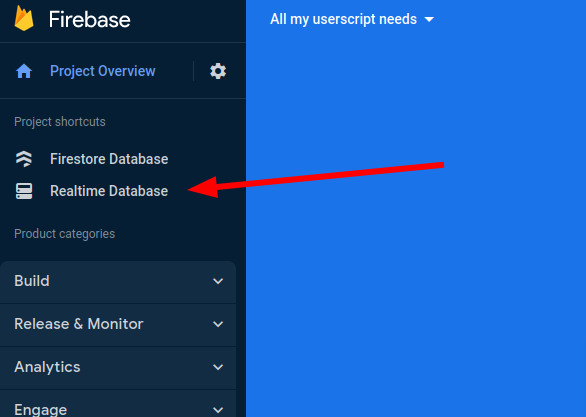 Firebase
All my userscript needs
Project Overview
Project shortcuts
Firestore Database
Realtime Database
Product categories
Build
Release & Monitor
Analytics
Engage